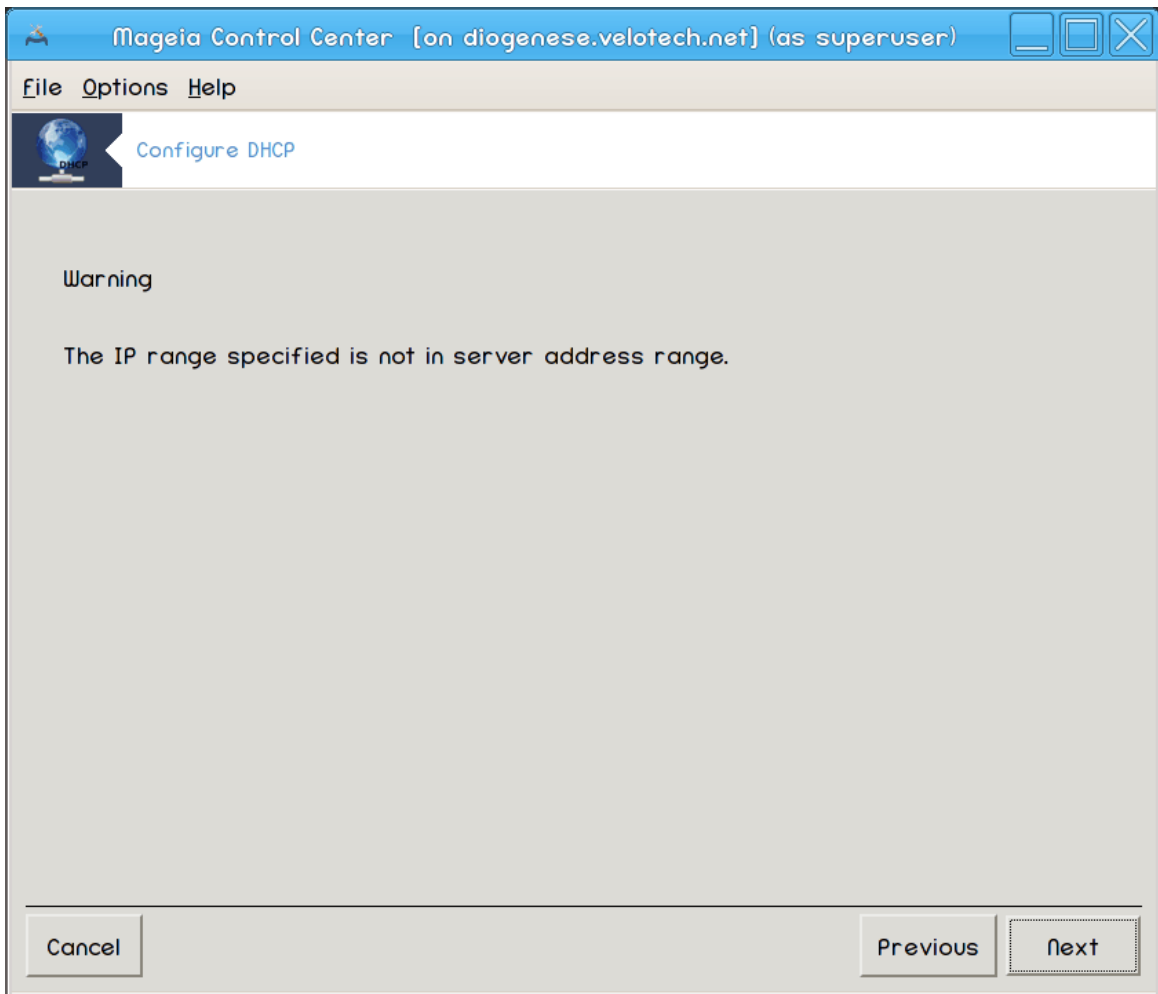 Mageia Control Center [on diogenese.velotech.net] (as superuser)
File Options Help
DHCP
Configure DHCP
Warning
The IP range specified is not in server address range.
Cancel
Previous
Next